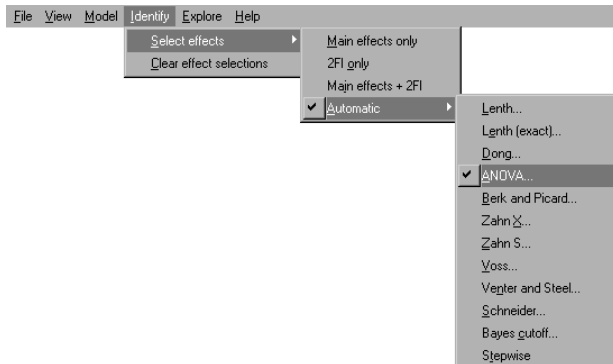 File View Model Identify Explore Help
Select effects
Clear effect selections
Main effects only
2FI only
Main effects + 2FI
Automatic
Lenth...
Lenth (exact)...
Dong...
ANOVA...
Berk and Picard...
Zahn X...
Zahn S...
Voss...
Venter and Steel...
Schneider...
Bayes cutoff...
Stepwise